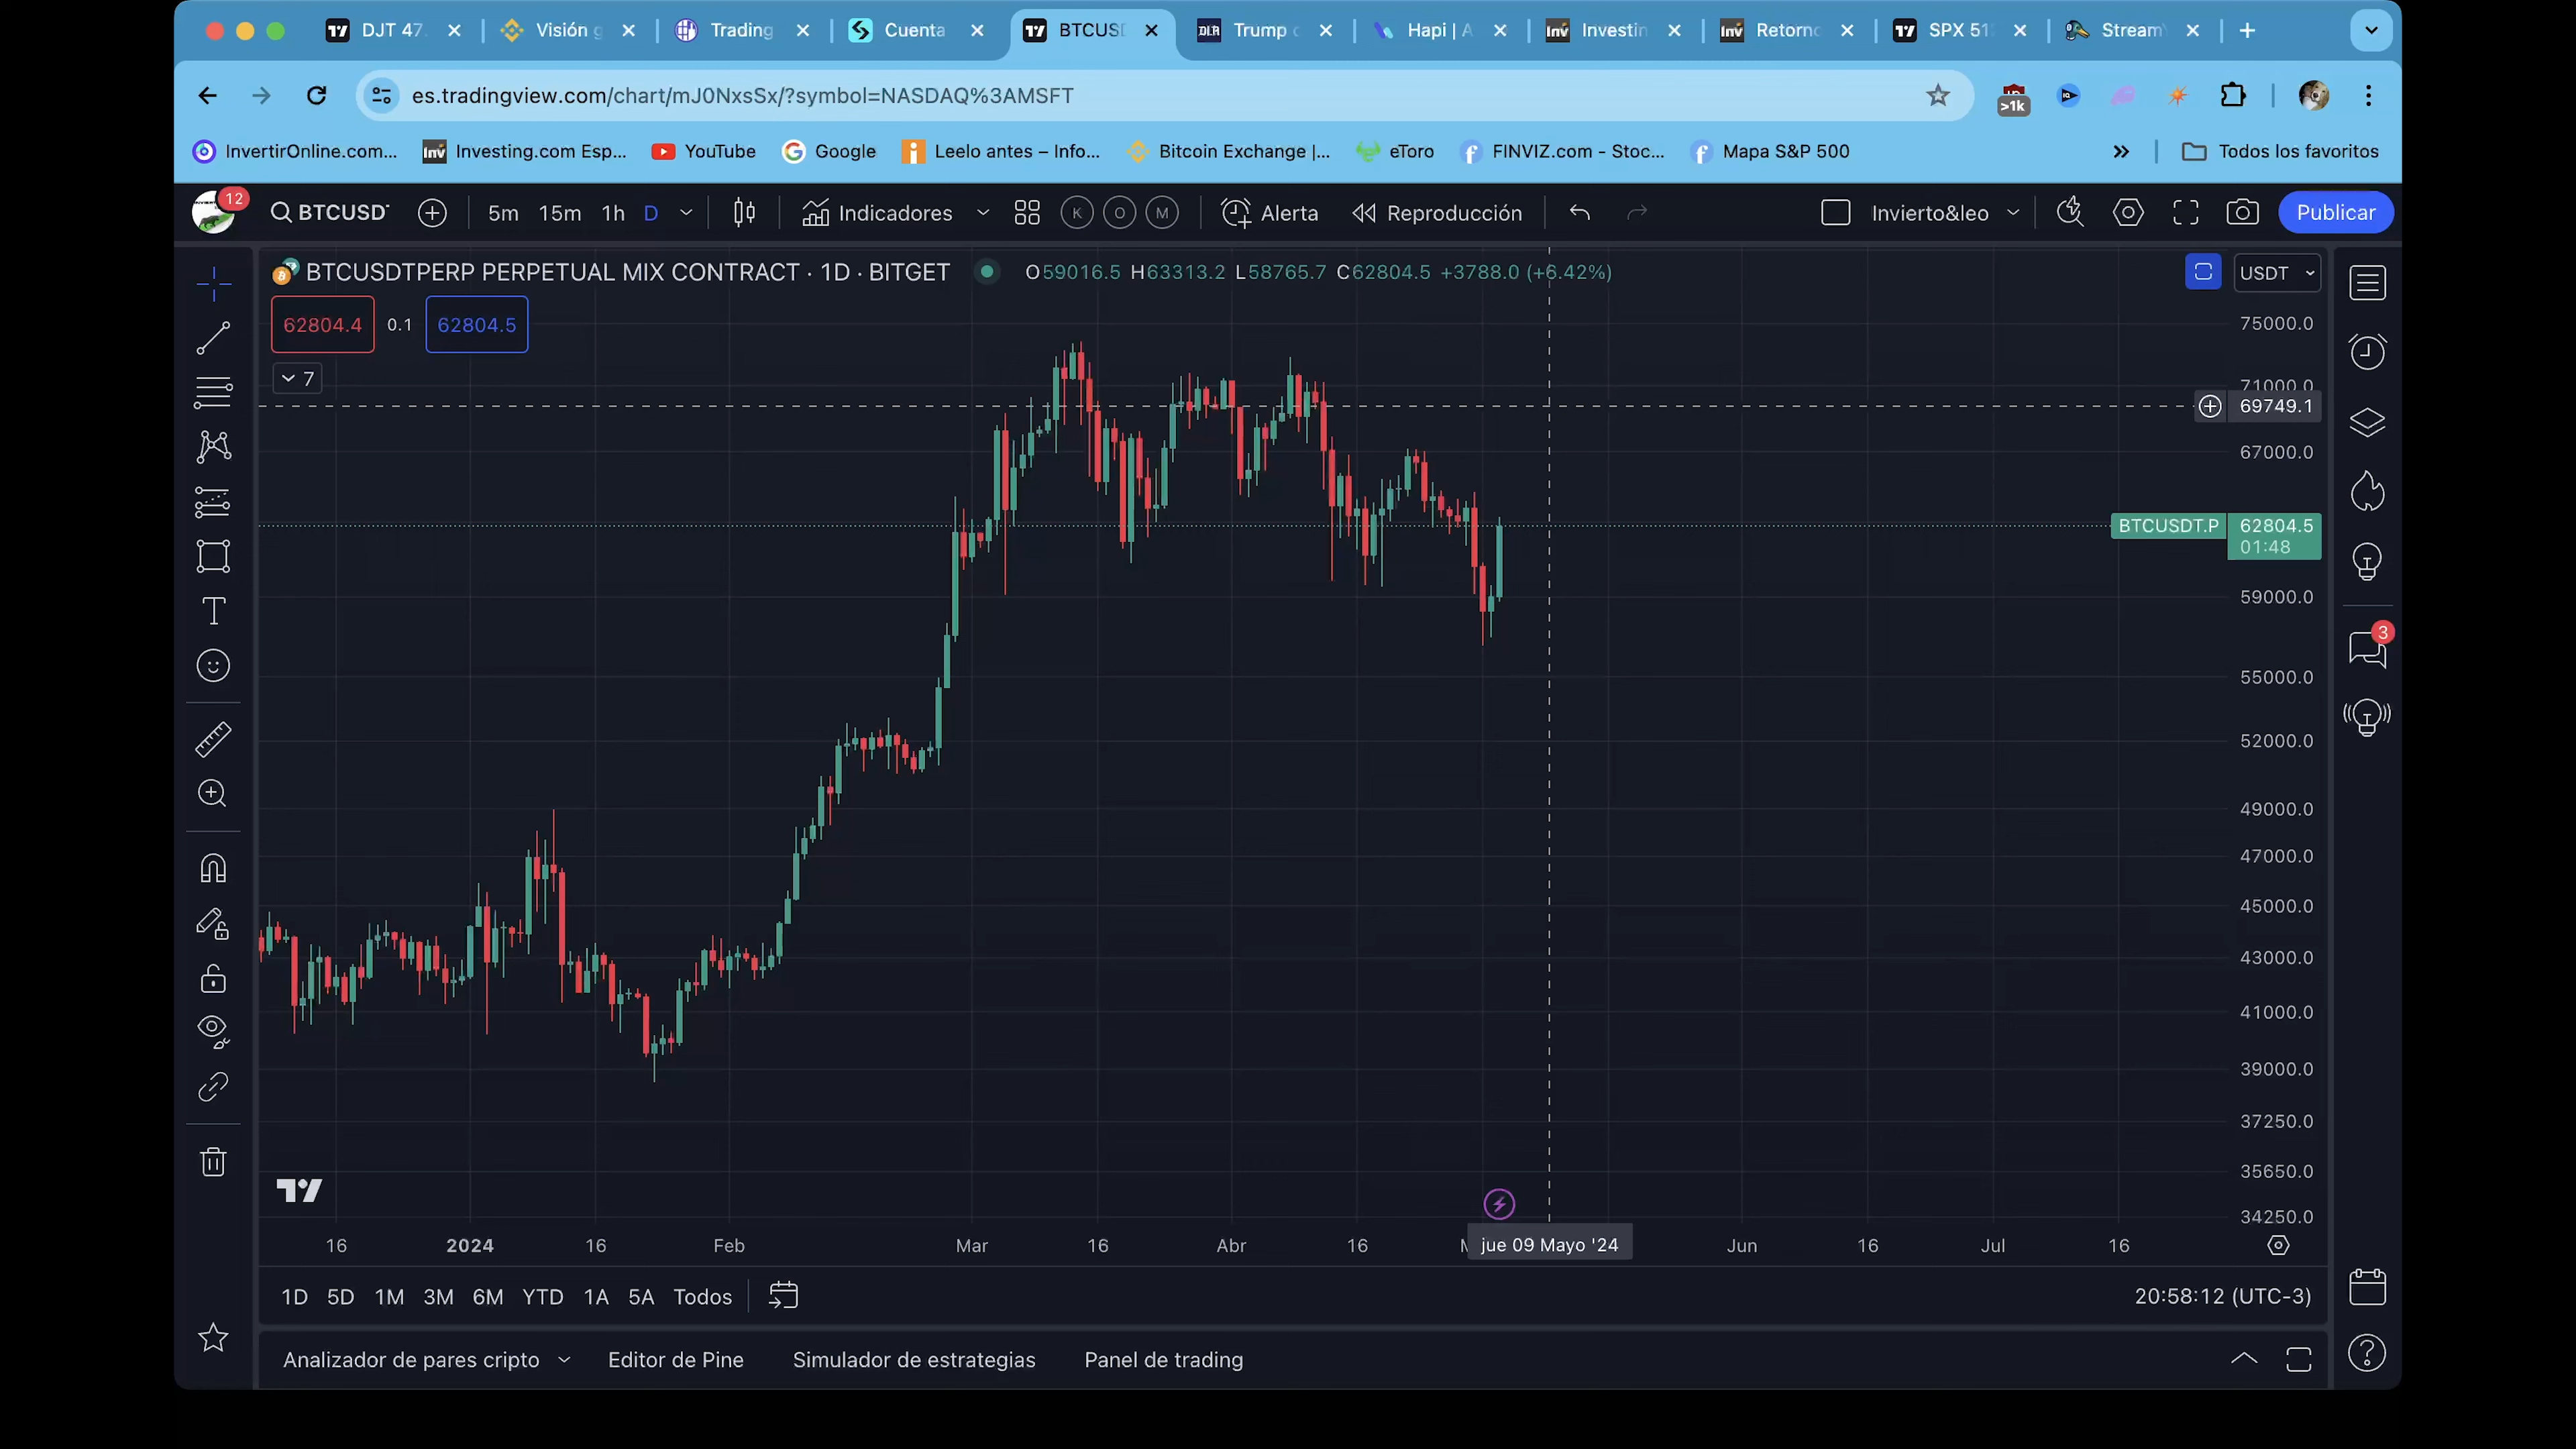 DJT 47.
Visión g
Trading
Cuenta
BTCUSD
Trump c
Hapi | A
Investin
Retorno
SPX 51
Stream
es.tradingview.com/chart/mJ0NxsSx/?symbol=NASDAQ%3AMSFT
>1k
InvertirOnline.com...
Investing.com Esp...
YouTube
Google
Leelo antes – Info...
Bitcoin Exchange |...
eToro
FINVIZ.com - Stoc...
Mapa S&P 500
Todos los favoritos
12
BTCUSDT
5m 15m 1h D
Indicadores
K O M
Alerta
Reproducción
Invierto&leo
Publicar
BTCUSDTPERP PERPETUAL MIX CONTRACT · 1D · BITGET
O59016.5 H63313.2 L58765.7 C62804.5 +3788.0 (+6.42%)
USDT
62804.4 0.1 62804.5
7
75000.0
71000.0
69749.1
67000.0
BTCUSDT.P 62804.5
01:48
59000.0
55000.0
52000.0
49000.0
47000.0
45000.0
43000.0
41000.0
39000.0
37250.0
35650.0
34250.0
3
16 2024 16 Feb Mar 16 Abr 16 jue 09 Mayo '24 Jun 16 Jul 16
1D 5D 1M 3M 6M YTD 1A 5A Todos
20:58:12 (UTC-3)
Analizador de pares cripto
Editor de Pine
Simulador de estrategias
Panel de trading